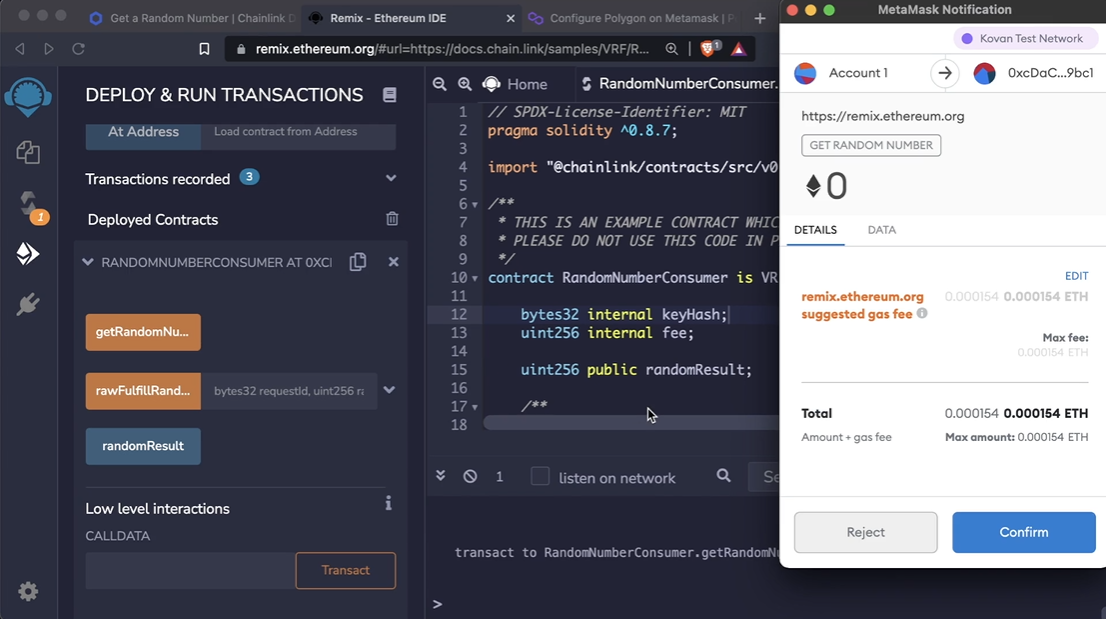 Get a Random Number | Chainlink D
Remix - Ethereum IDE
Configure Polygon on Metamask | P
remix.ethereum.org/#url=https://docs.chain.link/samples/VRF/R...
1
DEPLOY & RUN TRANSACTIONS
At Address
Load contract from Address
Transactions recorded 3
1
Deployed Contracts
RANDOMNUMBERCONSUMER AT 0XC
getRandomNu...
rawFulfillRand...
bytes32 requestId, uint256 ra
randomResult
Low level interactions
i
CALLDATA
Transact
Home
RandomNumberConsumer.
1 // SPDX-License-Identifier: MIT
2 pragma solidity ^0.8.7;
3
4 import "@chainlink/contracts/src/v0
5
6 /**
7 * THIS IS AN EXAMPLE CONTRACT WHIC
8 * PLEASE DO NOT USE THIS CODE IN P
9 */
10 contract RandomNumberConsumer is VR
11
12 bytes32 internal keyHash;
13 uint256 internal fee;
14
15 uint256 public randomResult;
16
17 /**
18
1
listen on network
Se
transact to RandomNumberConsumer.getRandomNu
>
MetaMask Notification
Kovan Test Network
Account 1
0xcDaC...9bc1
https://remix.ethereum.org
GET RANDOM NUMBER
0
DETAILS
DATA
EDIT
remix.ethereum.org
suggested gas fee
0.000154 0.000154 ETH
Max fee:
0.000154 ETH
Total
0.000154 0.000154 ETH
Amount + gas fee
Max amount: 0.000154 ETH
Reject
Confirm